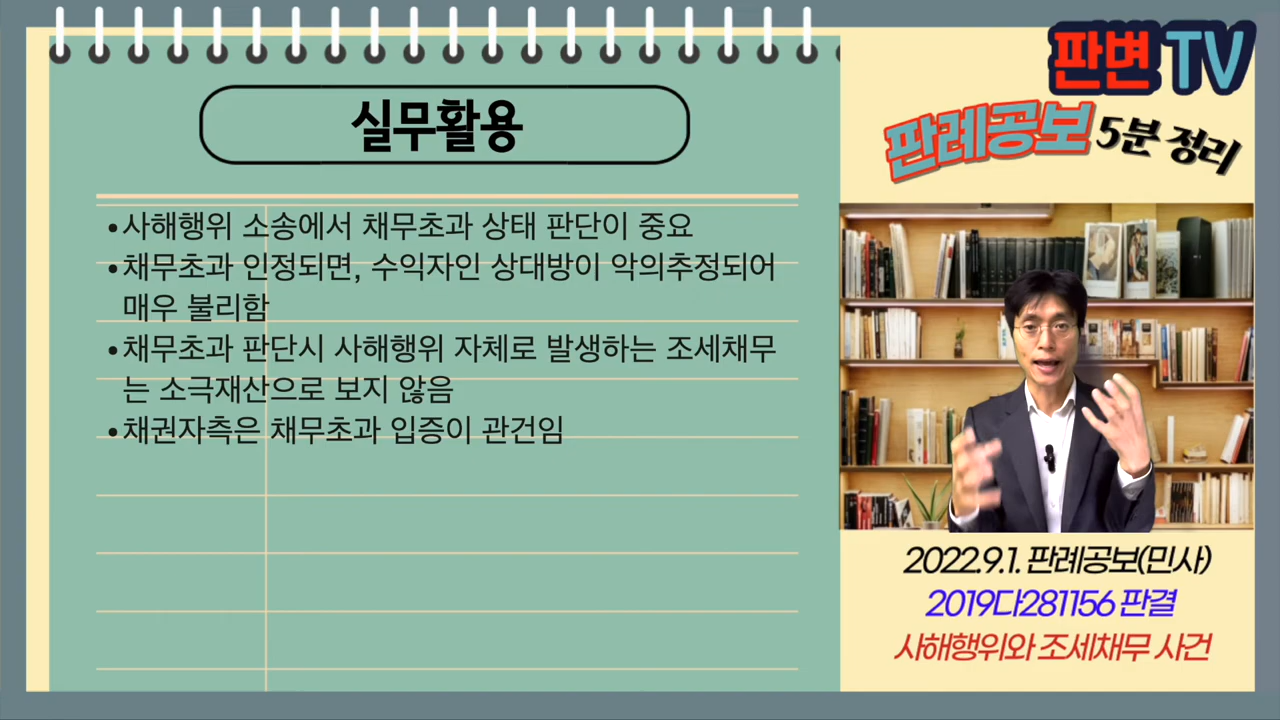 실무활용
•사해행위 소송에서 채무초과 상태 판단이 중요
•채무초과 인정되면, 수익자인 상대방이 악의추정되어
매우 불리함
•채무초과 판단시 사해행위 자체로 발생하는 조세채무
는 소극재산으로 보지 않음
•채권자측은 채무초과 입증이 관건임
판변 TV
판례공보 5분 정리
2022.9.1. 판례공보(민사)
2019다281156 판결
사해행위와 조세채무 사건